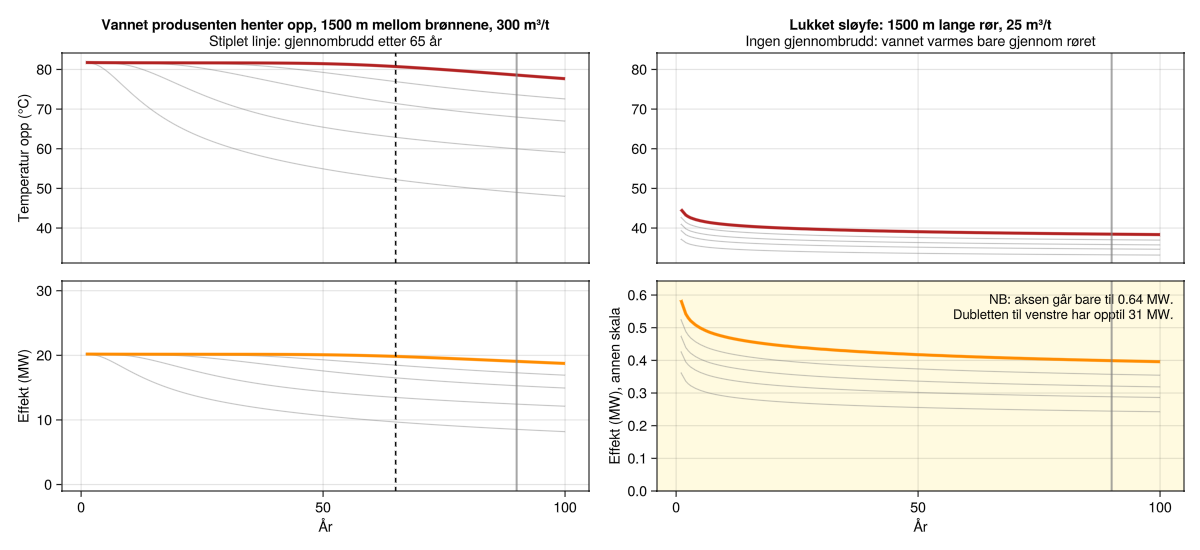 Vannet produsenten henter opp, 1500 m mellom brønnene, 300 m³/t
Stiplet linje: gjennombrudd etter 65 år
Temperatur opp (°C)
80
70
60
50
40
Lukket sløyfe: 1500 m lange rør, 25 m³/t
Ingen gjennombrudd: vannet varmes bare gjennom røret
80
70
60
50
40
Effekt (MW)
30
20
10
0
0
50
100
År
Effekt (MW), annen skala
0.6
0.5
0.4
0.3
0.2
0.1
0.0
NB: aksen går bare til 0.64 MW.
Dubletten til venstre har opptil 31 MW.
0
50
100
År